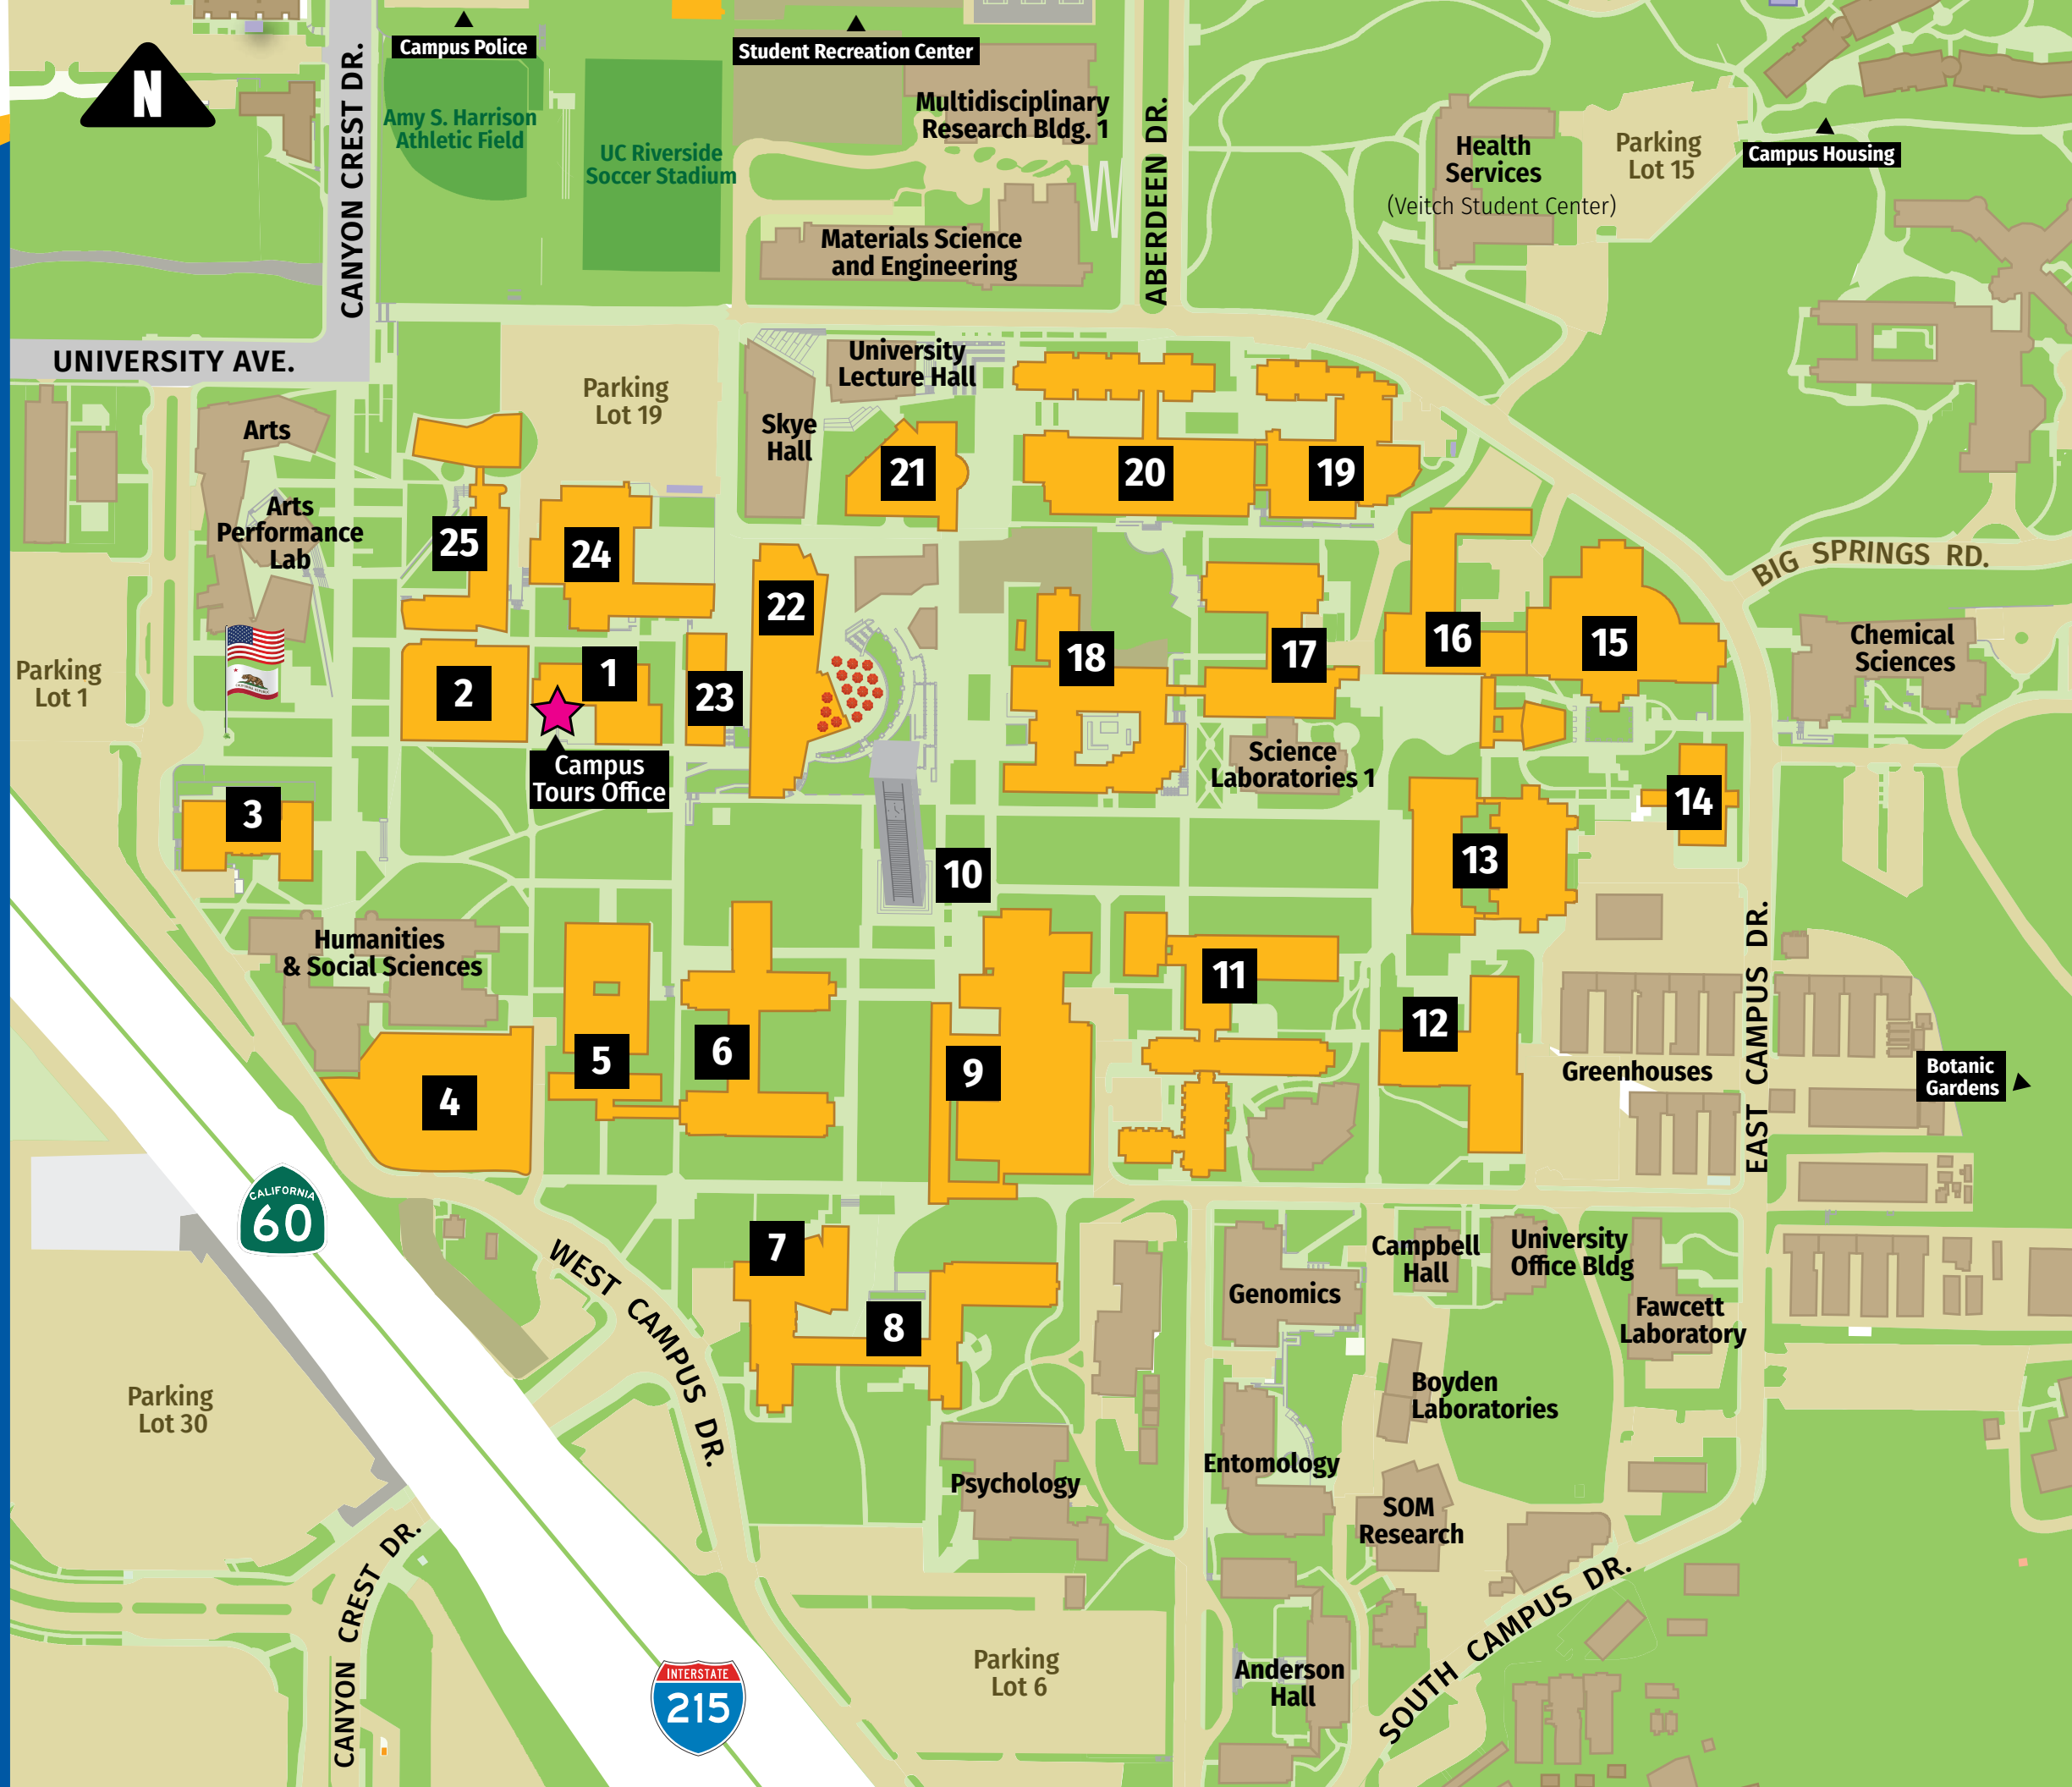 Campus Police
Student Recreation Center
N
CANYON CREST DR.
Amy S. Harrison
Athletic Field
UC Riverside
Soccer Stadium
Multidisciplinary
Research Bldg. 1
ABERDEEN DR.
Health
Services
(Veitch Student Center)
Parking
Lot 15
Campus Housing
Materials Science
and Engineering
UNIVERSITY AVE.
University
Lecture Hall
Parking
Lot 19
Skye
Hall
Arts
21
20
19
Arts
Performance
Lab
25
24
BIG SPRINGS RD.
22
18
17
16
15
Chemical
Sciences
Parking
Lot 1
2
1
23
Campus
Tours Office
Science
Laboratories 1
14
3
13
10
Humanities
& Social Sciences
11
12
5
6
9
4
Greenhouses
EAST CAMPUS DR.
Botanic
Gardens
CALIFORNIA
60
7
8
WEST CAMPUS DR.
Genomics
Campbell
Hall
University
Office Bldg
Fawcett
Laboratory
Parking
Lot 30
Boyden
Laboratories
Psychology
Entomology
SOM
Research
CANYON CREST DR.
SOUTH CAMPUS DR.
Parking
Lot 6
Anderson
Hall
INTERSTATE
215